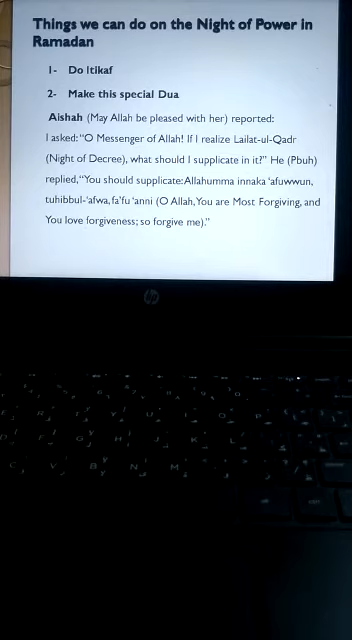 Things we can do on the Night of Power in
Ramadan
1- Do Itikaf
2- Make this special Dua
Aishah (May Allah be pleased with her) reported:
I asked: "O Messenger of Allah! If I realize Lailat-ul-Qadr
(Night of Decree), what should I supplicate in it?" He (Pbuh)
replied, "You should supplicate: Allahumma innaka 'afuwwun,
tuhibbul-'afwa, fa'fu 'anni (O Allah, You are Most Forgiving, and
You love forgiveness; so forgive me)."
hp
E R T Y U I O P
D F G H J K L
C V B N M